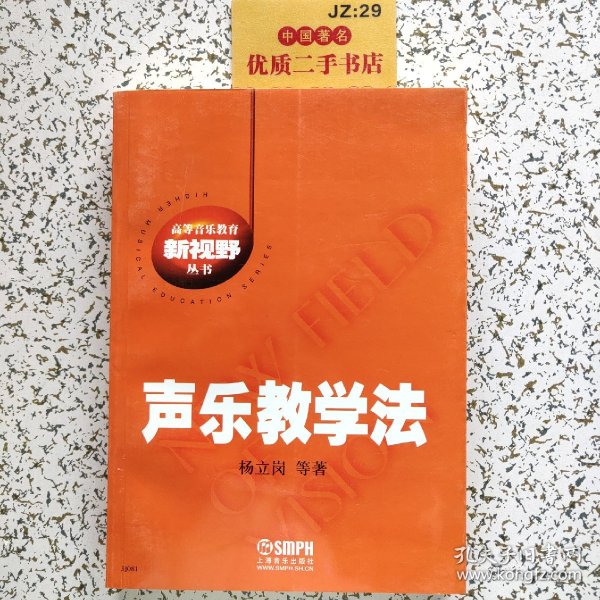 JZ:29
中国著名
优质二手书店
HIGHER MUSICAL EDUCATION SERIES
高等音乐教育
新视野
丛书
NEW FIELD
OF VISION
声乐教学法
杨立岗 等著
SMPH
上海音乐出版社
WWW.SMPH.SH.CN
JJ081
孔夫子旧书网
www.kongfz.com